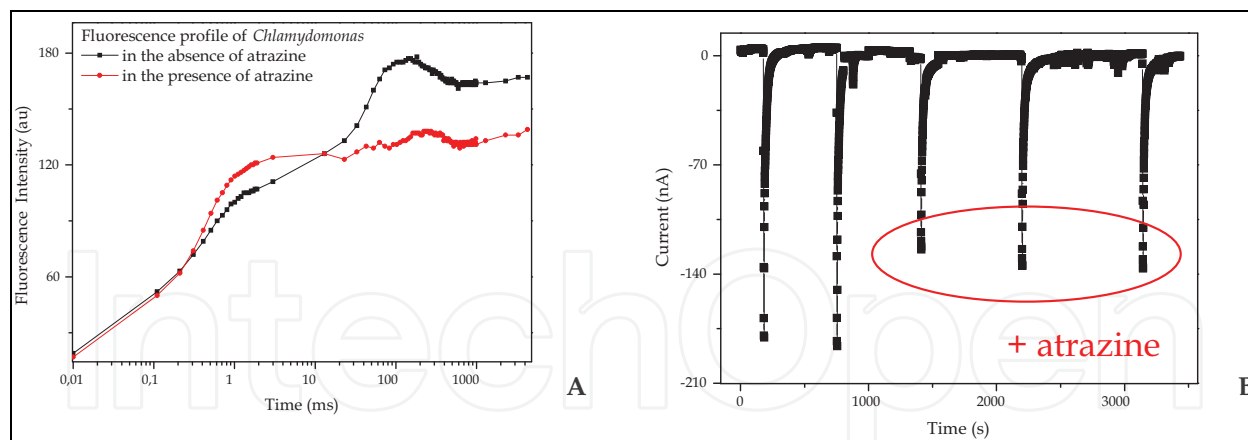 Fluorescence profile of Chlamydomonas
in the absence of atrazine
in the presence of atrazine
180
120
60
Fluorescence Intensity (au)
0,01 0,1 1 10 100 1000
Time (ms)
A
0
-70
-140
-210
Current (nA)
+ atrazine
0 1000 2000 3000
Time (s)
B
IntechOpen